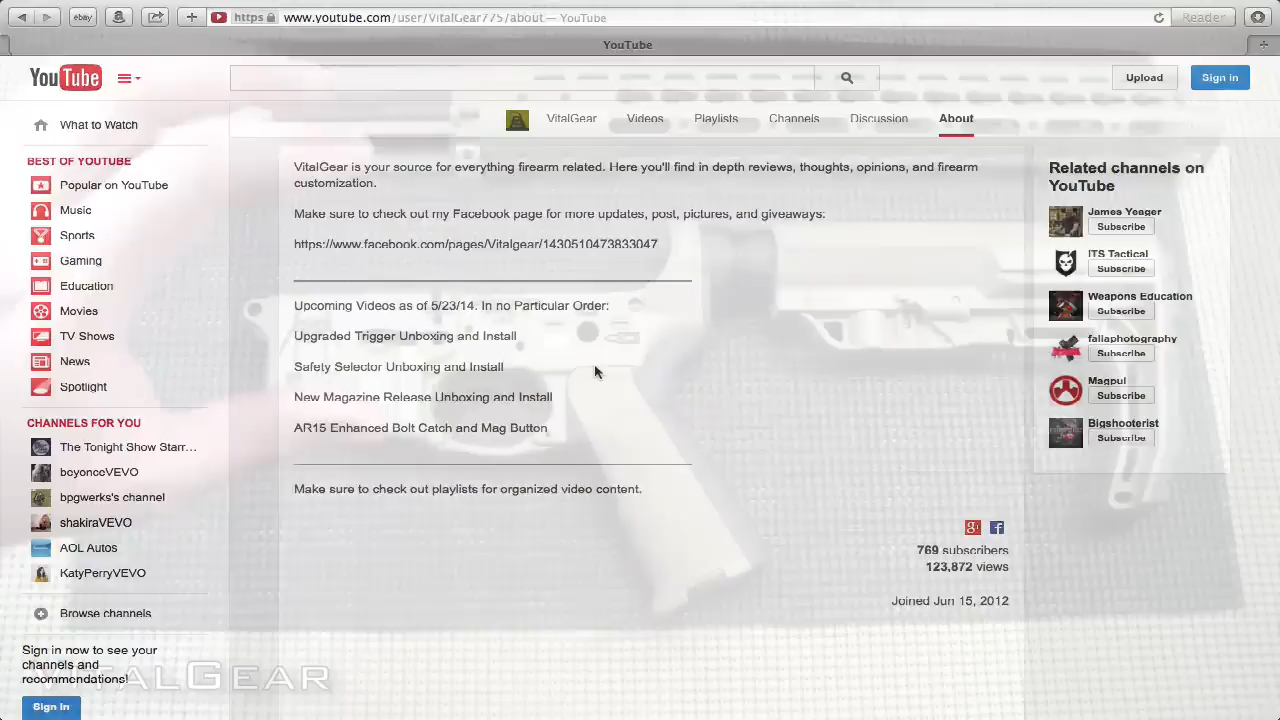 ebay
https
www.youtube.com/user/VitalGear775/about — YouTube
Reader
YouTube
YouTube
Upload
Sign in
What to Watch
BEST OF YOUTUBE
Popular on YouTube
Music
Sports
Gaming
Education
Movies
TV Shows
News
Spotlight
CHANNELS FOR YOU
The Tonight Show Starr...
beyonceVEVO
bpgwerks's channel
shakiraVEVO
AOL Autos
KatyPerryVEVO
Browse channels
Sign in now to see your
channels and
recommendations!
Sign In
VitalGear
Videos
Playlists
Channels
Discussion
About
VitalGear is your source for everything firearm related. Here you'll find in depth reviews, thoughts, opinions, and firearm
customization.
Make sure to check out my Facebook page for more updates, post, pictures, and giveaways:
https://www.facebook.com/pages/Vitalgear/1430510473833047
Upcoming Videos as of 5/23/14. In no Particular Order:
Upgraded Trigger Unboxing and Install
Safety Selector Unboxing and Install
New Magazine Release Unboxing and Install
AR15 Enhanced Bolt Catch and Mag Button
Make sure to check out playlists for organized video content.
769 subscribers
123,872 views
Joined Jun 15, 2012
Related channels on
YouTube
James Yeager
Subscribe
ITS Tactical
Subscribe
Weapons Education
Subscribe
faliaphotography
Subscribe
Magpul
Subscribe
Bigshooterist
Subscribe
VITALGEAR